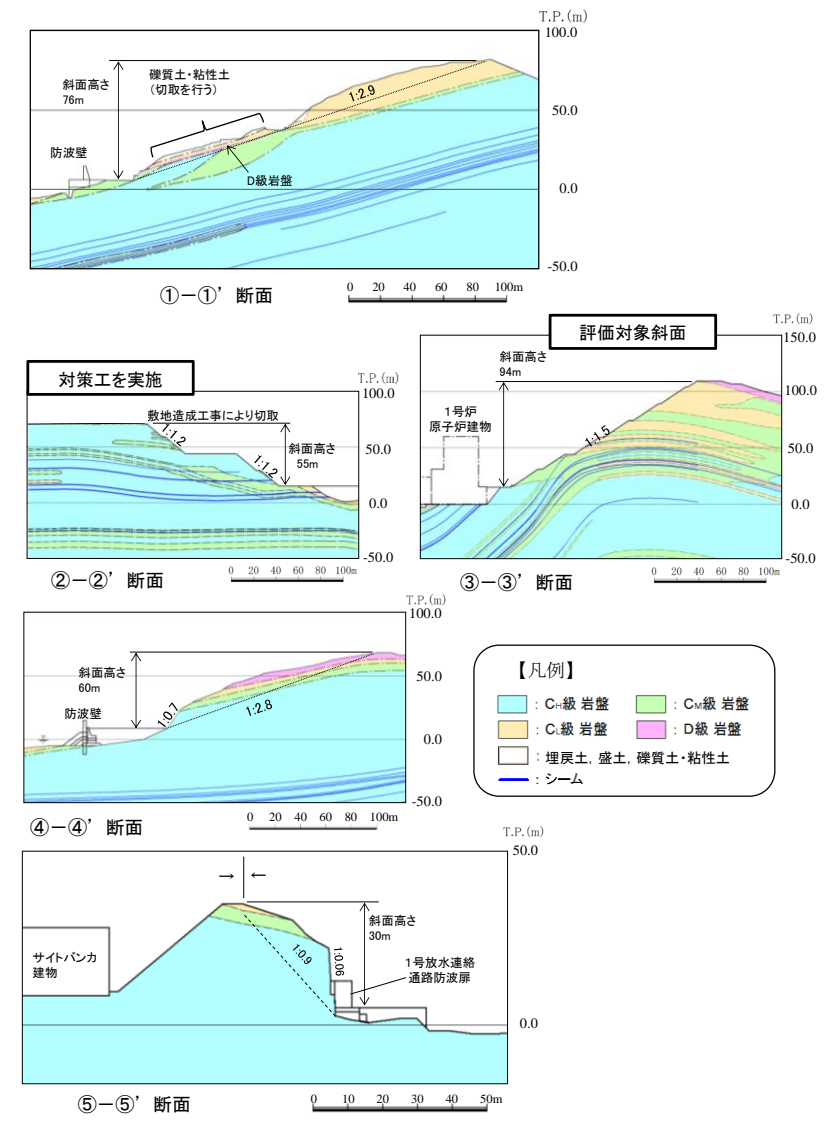 T.P.(m)
100.0
斜面高さ
76m
礫質土・粘性土
(切取を行う)
1:2.9
50.0
防波壁
D級岩盤
0.0
-50.0
①－①’断面
0 20 40 60 80 100m
評価対象斜面
T.P.(m)
150.0
対策工を実施
T.P.(m)
100.0
敷地造成工事により切取
1:1.2
50.0
1:1.2
斜面高さ
55m
0.0
-50.0
②－②’断面
0 20 40 60 80 100m
斜面高さ
94m
100.0
1号炉
原子炉建物
1:1.5
50.0
0.0
-50.0
③－③’断面
0 20 40 60 80 100m
T.P.(m)
100.0
斜面高さ
60m
50.0
防波壁
1:0.7
1:2.8
0.0
-50.0
④－④’断面
0 20 40 60 80 100m
【凡例】
：CH級 岩盤
：CM級 岩盤
：CL級 岩盤
：D級 岩盤
：埋戻土，盛土，礫質土・粘性土
：シーム
T.P.(m)
50.0
→ ←
斜面高さ
30m
サイトバンカ
建物
1:0.9
1:0.06
1号放水連絡
通路防波扉
0.0
⑤－⑤’断面
0 10 20 30 40 50m